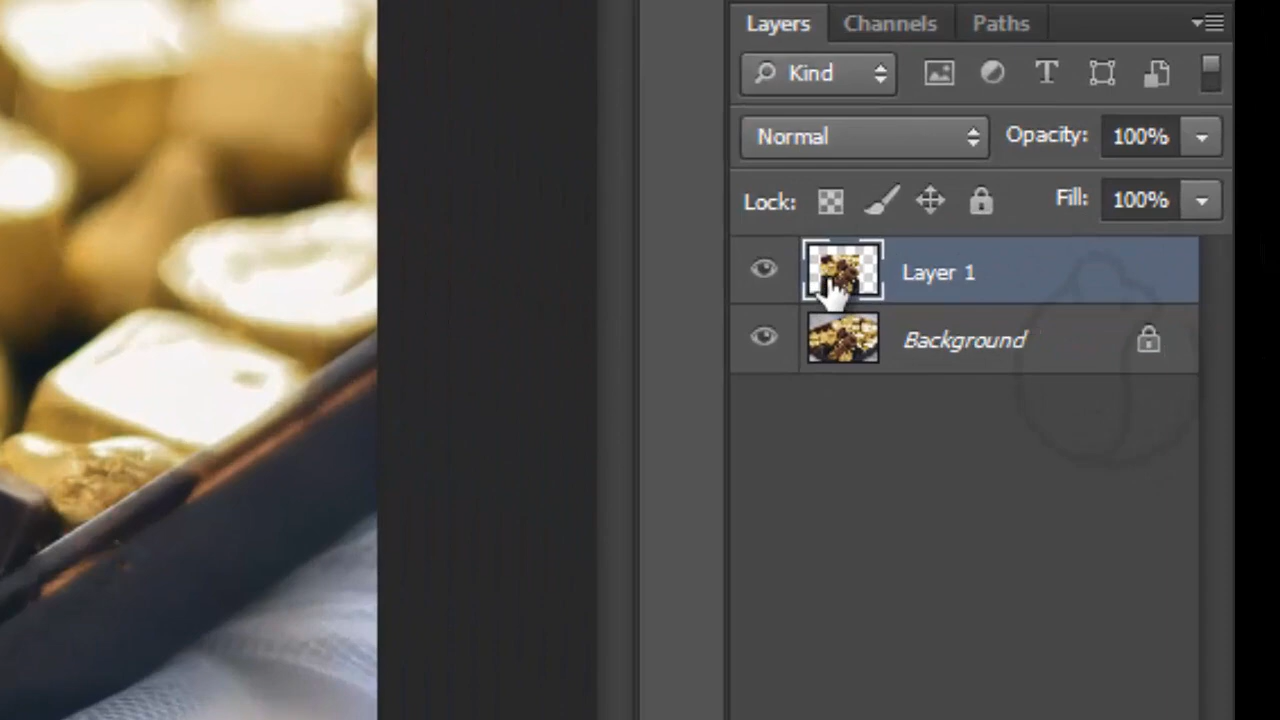 Layers Channels Paths
Kind
Normal Opacity: 100%
Lock: Fill: 100%
Layer 1
Background